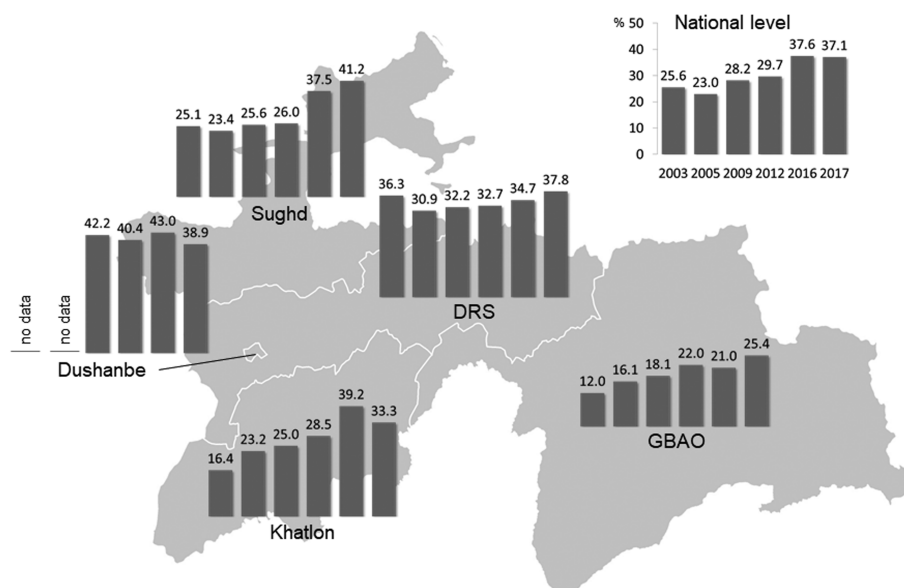 National level
%
50
40
30
20
10
0
25.6 23.0 28.2 29.7 37.6 37.1
2003 2005 2009 2012 2016 2017
25.1 23.4 25.6 26.0 37.5 41.2
Sughd
36.3 30.9 32.2 32.7 34.7 37.8
DRS
no data no data 42.2 40.4 43.0 38.9
Dushanbe
12.0 16.1 18.1 22.0 21.0 25.4
GBAO
16.4 23.2 25.0 28.5 39.2 33.3
Khatlon